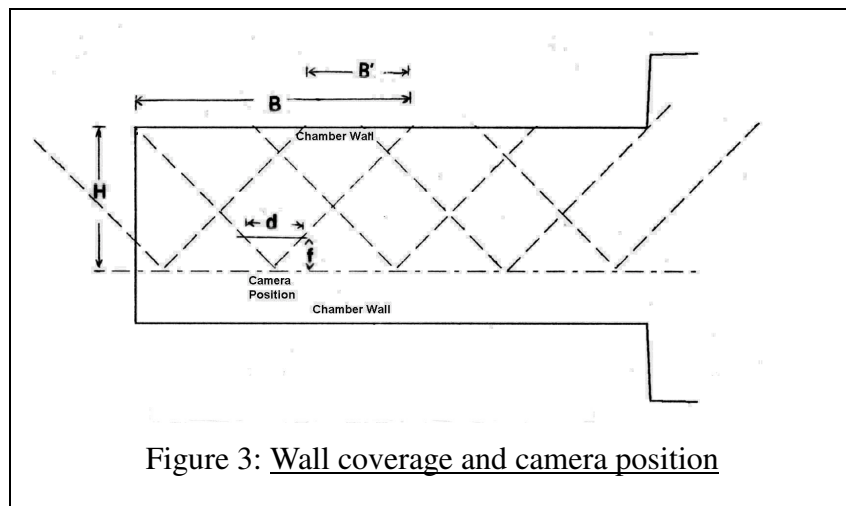 B'
B
Chamber Wall
H
d
f
Camera
Position
Chamber Wall
Figure 3: Wall coverage and camera position